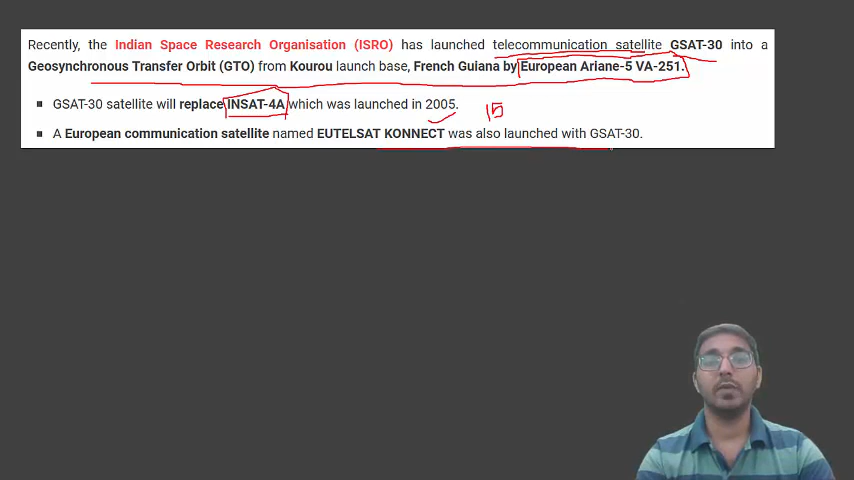 Recently, the Indian Space Research Organisation (ISRO) has launched telecommunication satellite GSAT-30 into a
Geosynchronous Transfer Orbit (GTO) from Kourou launch base, French Guiana by European Ariane-5 VA-251.
GSAT-30 satellite will replace INSAT-4A which was launched in 2005.
15
A European communication satellite named EUTELSAT KONNECT was also launched with GSAT-30.